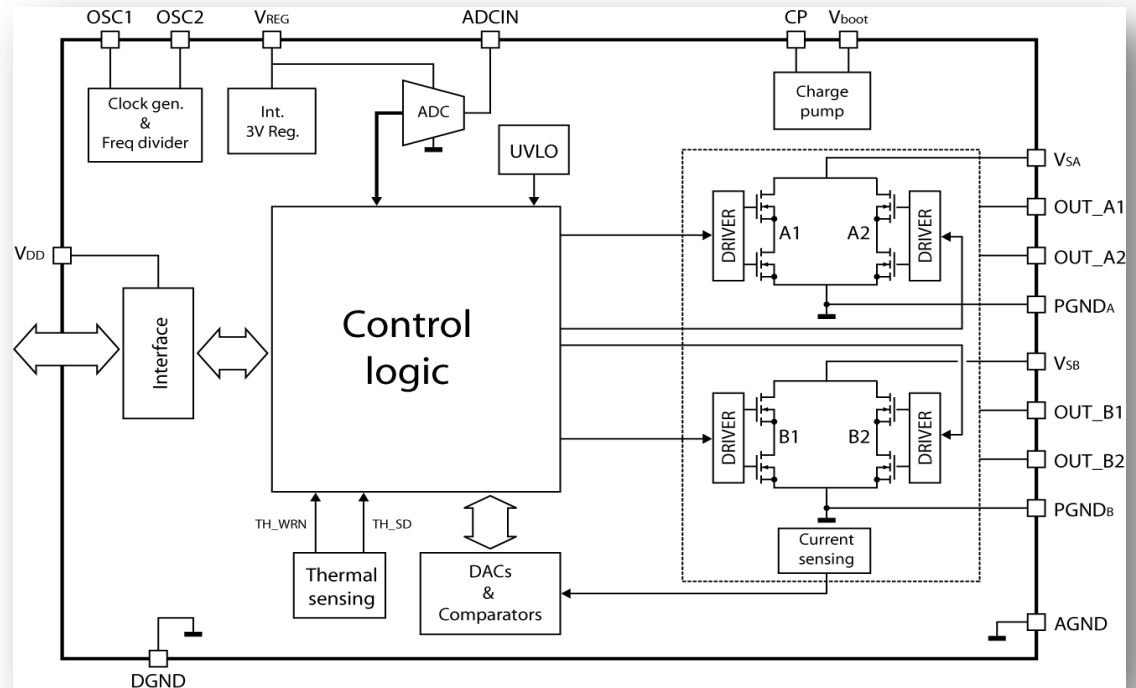 OSC1 OSC2 VREG ADCIN CP Vboot
Clock gen.
&
Freq divider
Int.
3V Reg.
ADC
UVLO
Charge
pump
VSA
OUT_A1
OUT_A2
PGNDA
DRIVER A1 A2 DRIVER
VDD
Interface
Control
logic
VSB
OUT_B1
OUT_B2
PGNDB
DRIVER B1 B2 DRIVER
TH_WRN TH_SD
Thermal
sensing
DACs
&
Comparators
Current
sensing
AGND
DGND